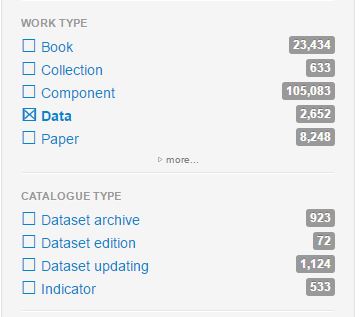 WORK TYPE
Book 23,434
Collection 633
Component 105,083
Data 2,652
Paper 8,248
more...
CATALOGUE TYPE
Dataset archive 923
Dataset edition 72
Dataset updating 1,124
Indicator 533